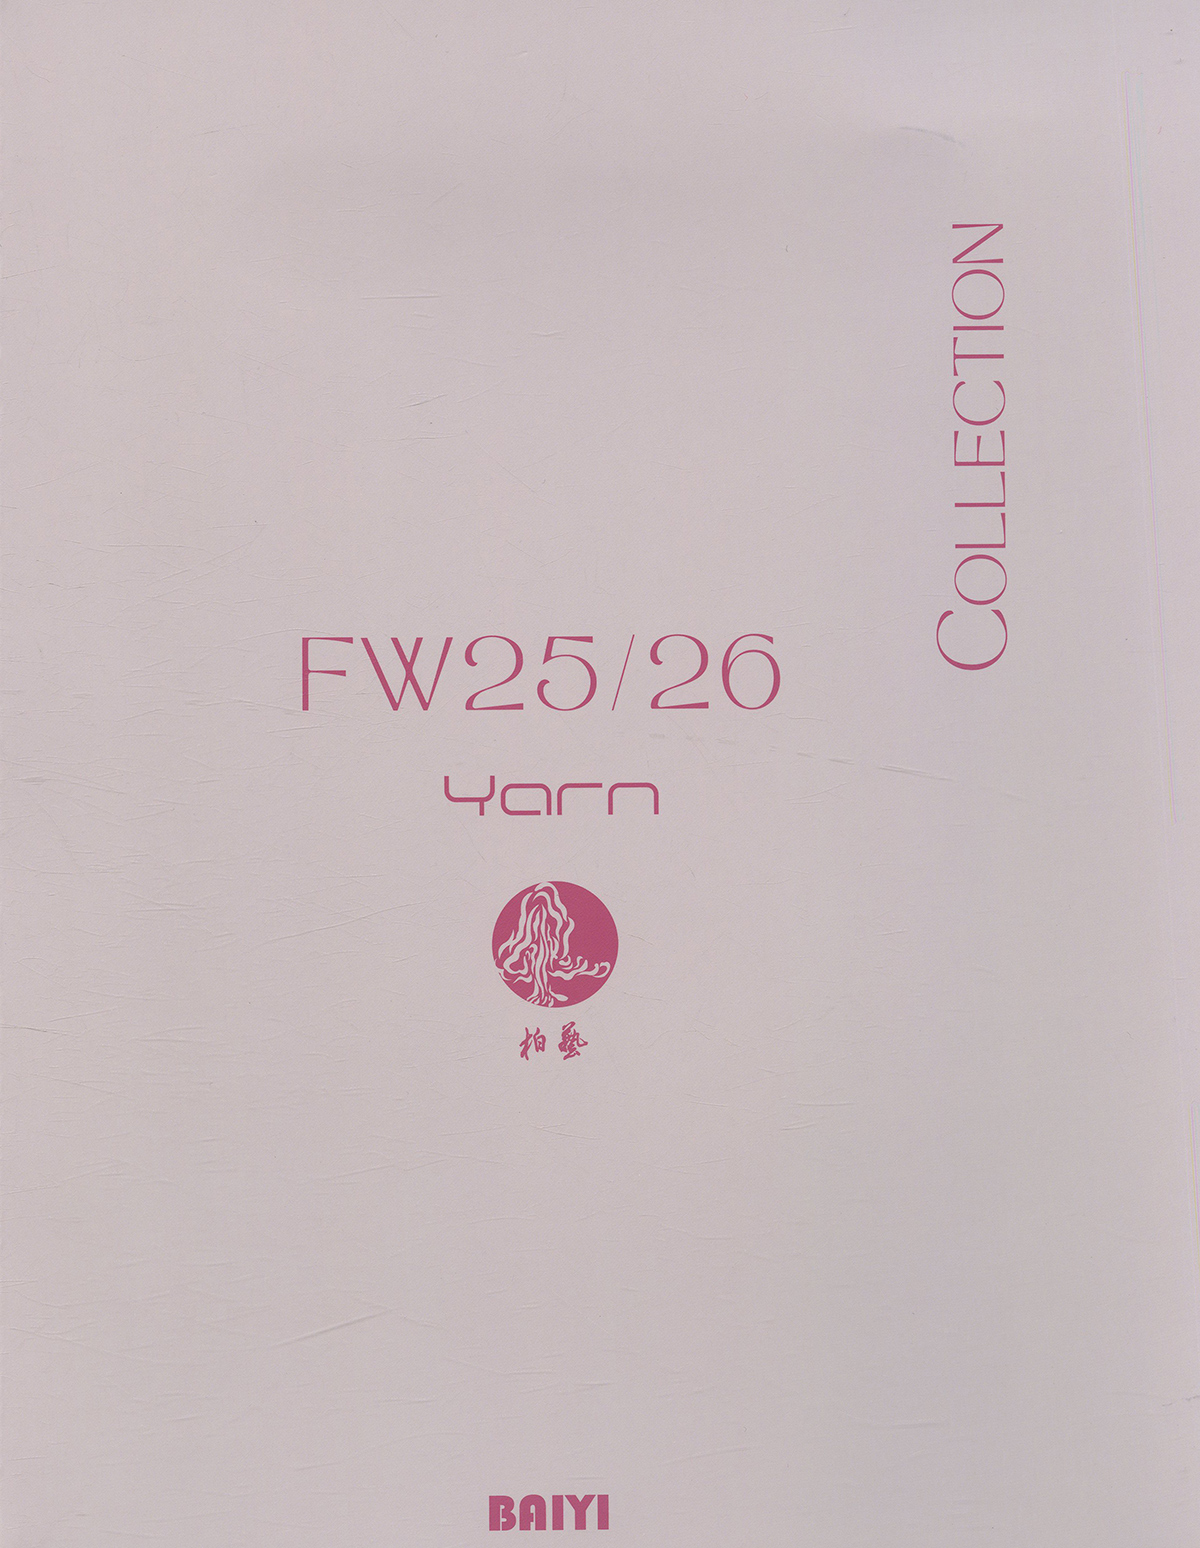 COLLECTION
FW25/26
Yarn
柏藝
BAIYI